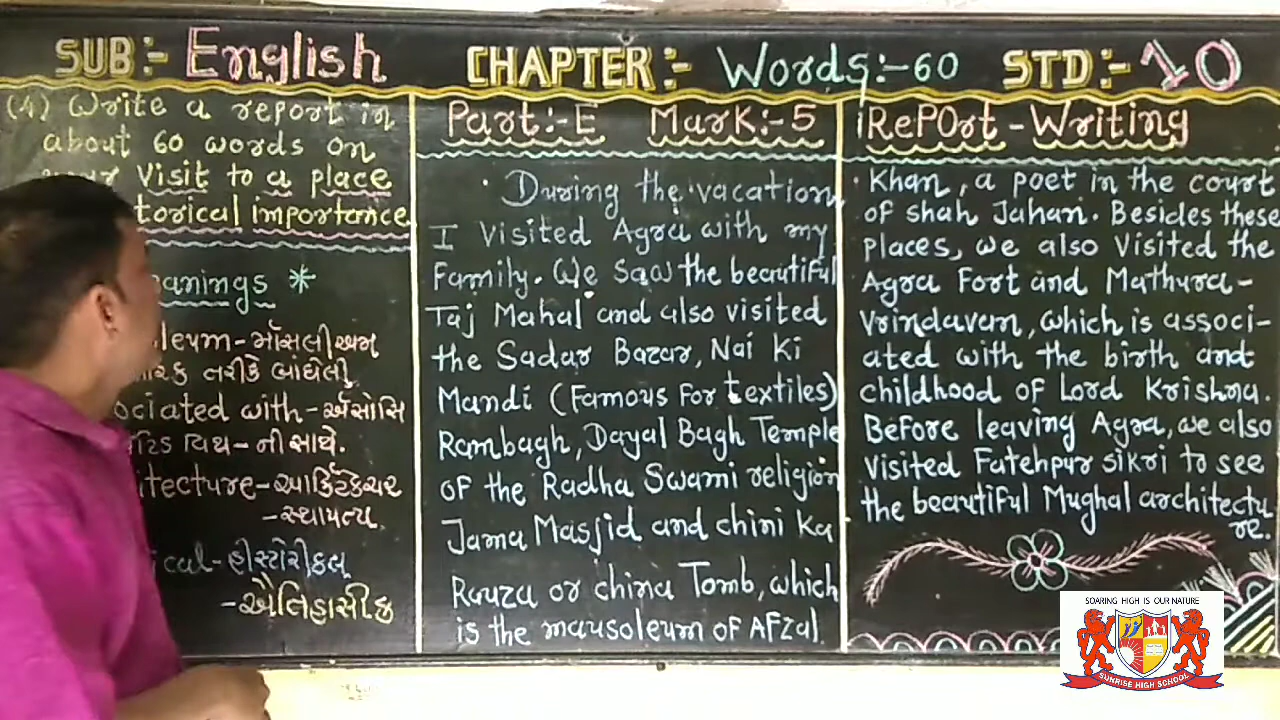 SUB:- English CHAPTER:- Words:-60 STD:- 10
(4) Write a report in
about 60 words on
Visit to a place
torical importance
anings *
leum-મૉસલીઅમ
તરીકે બાંધેલી
ociated with-ઍસોસિ
એટિડ વિથ-ની સાથે.
itecture-આર્કિટેક્ચર
-સ્થાપત્ય
ical-હીસ્ટોરીકલ્
-ઐતિહાસીક
Part:-E Mark:-5
During the vacation
I visited Agra with my
Family. We saw the beautiful
Taj Mahal and also visited
the Sadar Bazar, Nai Ki
Mandi (Famous For textiles)
Rambagh, Dayal Bagh Temple
of the Radha Swami religion
Jama Masjid and chini ka
Rauza or china Tomb, which
is the mausoleum of Afzal
RePOrt-Writing
Khan, a poet in the court
of shah Jahan. Besides these
places, we also visited the
Agra Fort and Mathura-
Vrindavan, which is associ-
ated with the birth and
childhood of Lord Krishna.
Before leaving Agra, we also
visited Fatehpur sikri to see
the beautiful Mughal architectu
re.
SOARING HIGH IS OUR NATURE
SUNRISE HIGH SCHOOL